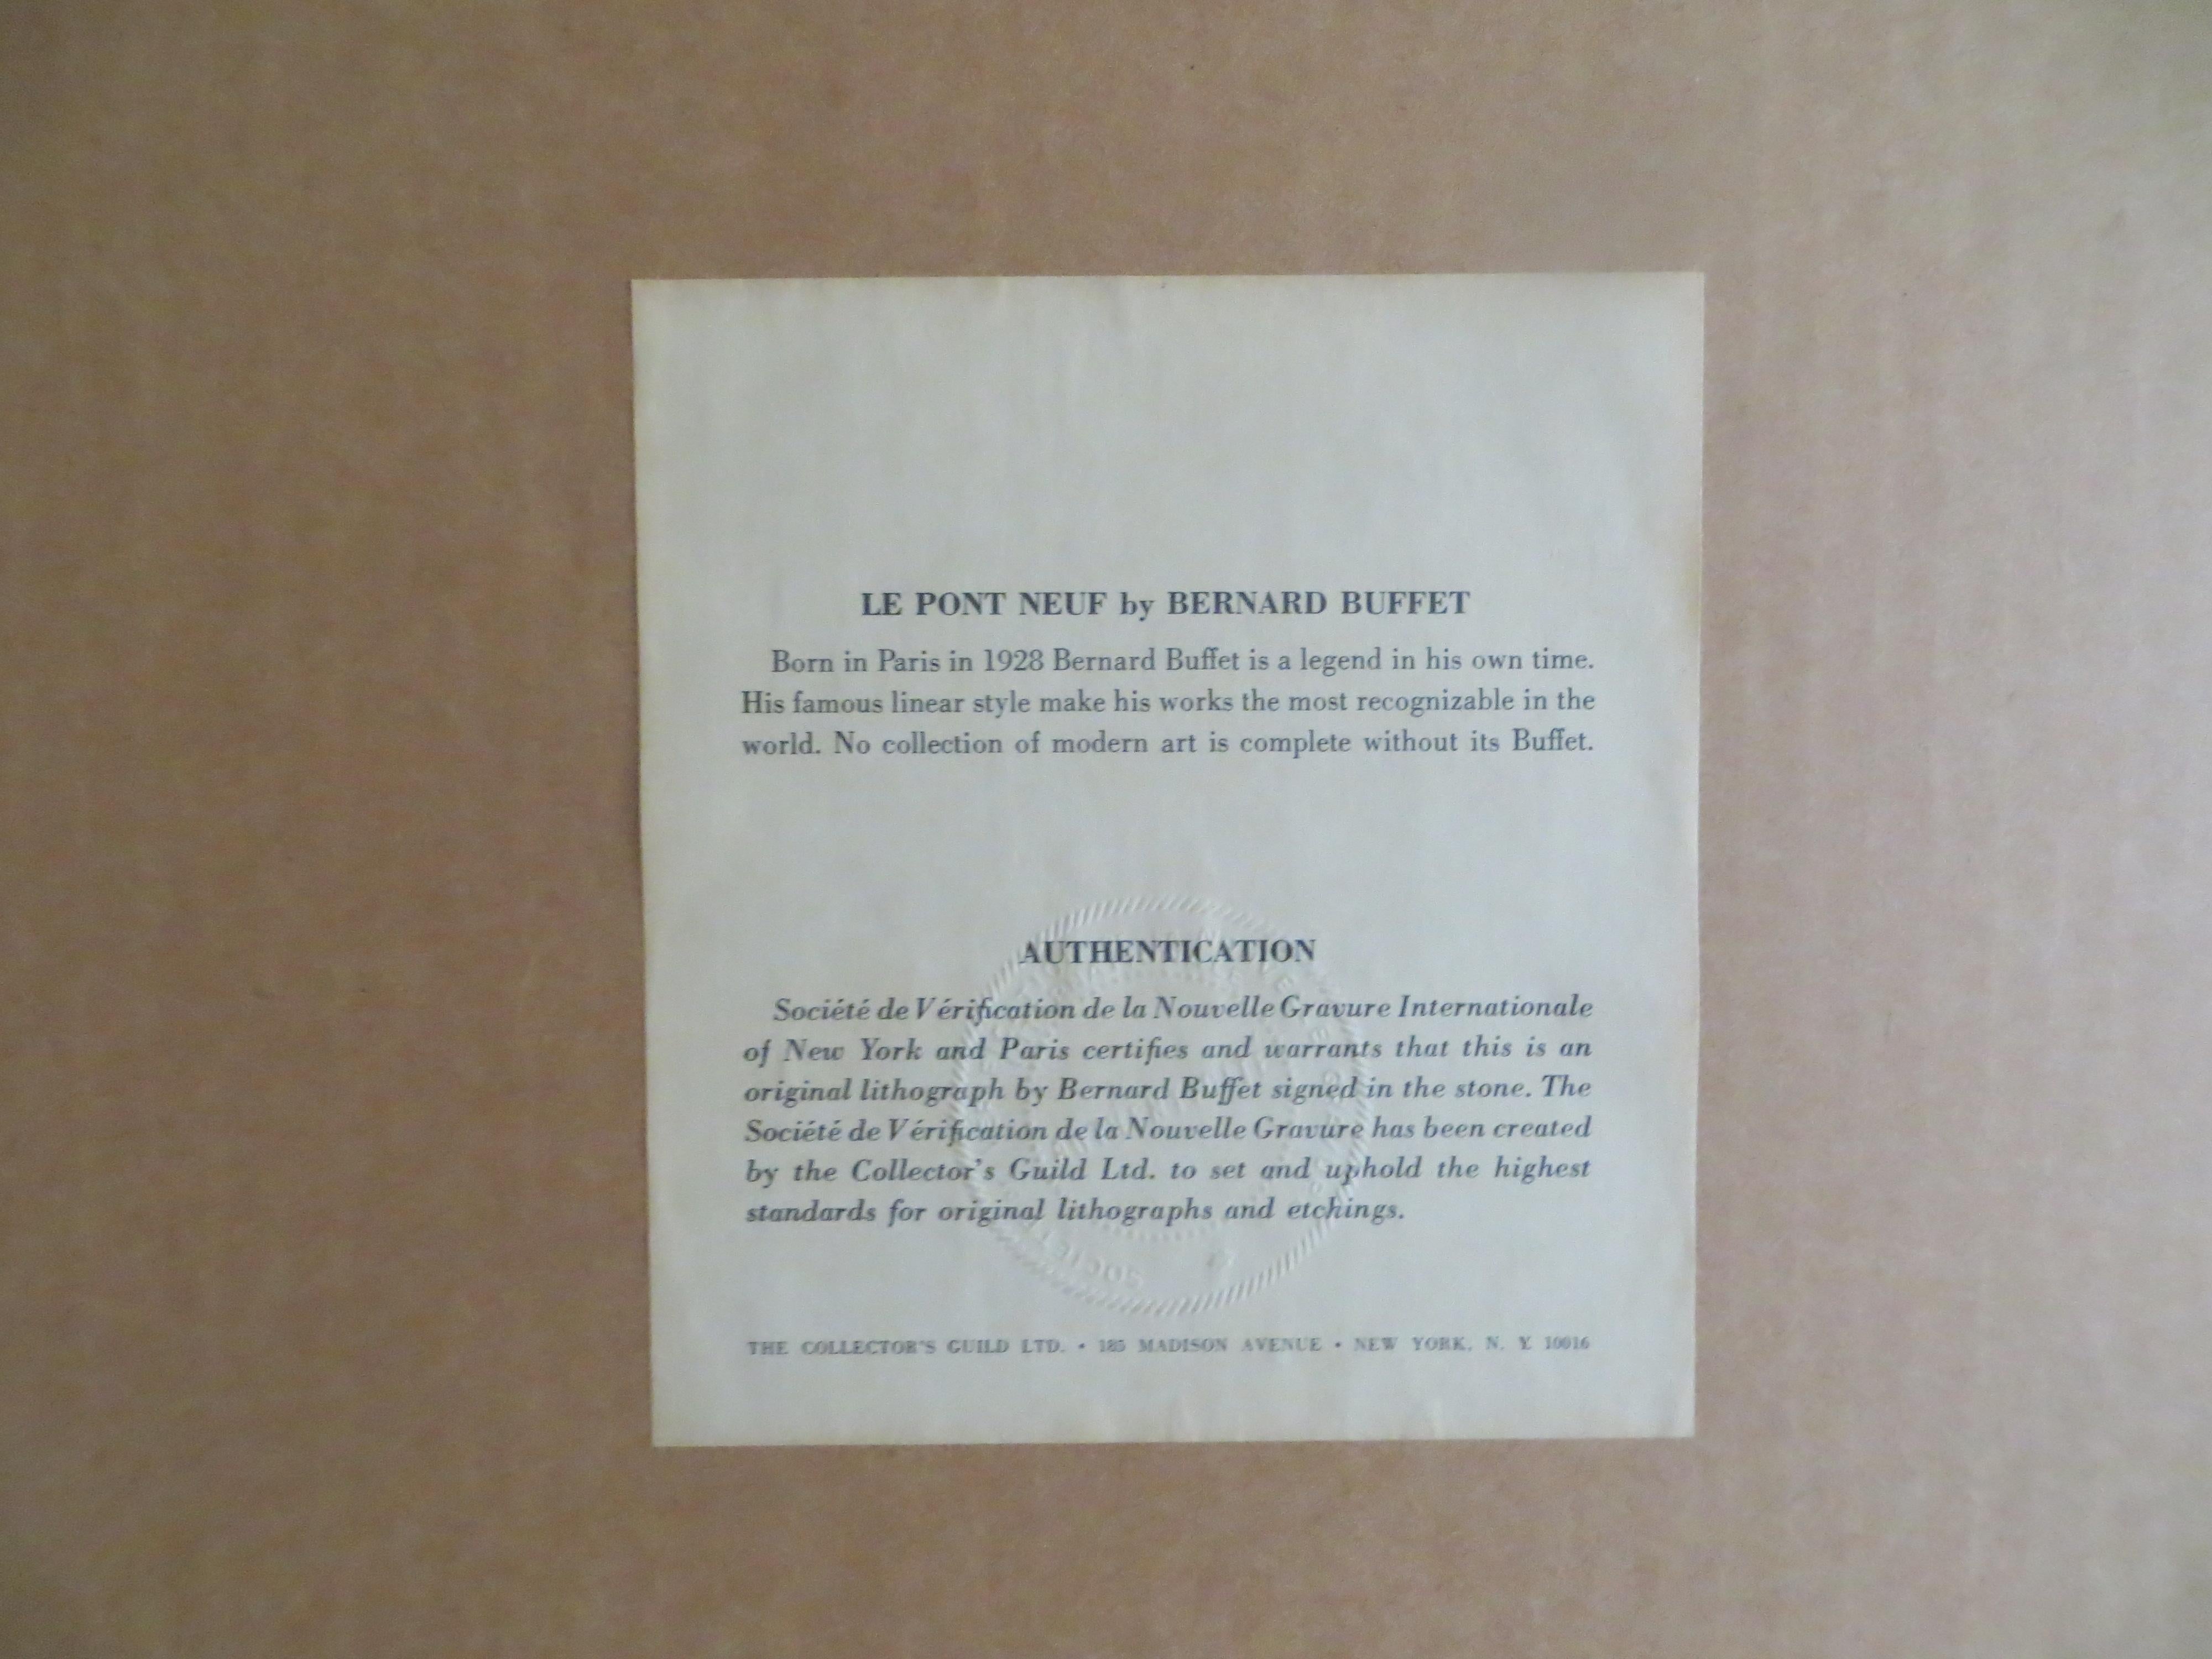 LE PONT NEUF by BERNARD BUFFET
Born in Paris in 1928 Bernard Buffet is a legend in his own time.
His famous linear style make his works the most recognizable in the
world. No collection of modern art is complete without its Buffet.
AUTHENTICATION
Société de Vérification de la Nouvelle Gravure Internationale
of New York and Paris certifies and warrants that this is an
original lithograph by Bernard Buffet signed in the stone. The
Société de Vérification de la Nouvelle Gravure has been created
by the Collector's Guild Ltd. to set and uphold the highest
standards for original lithographs and etchings.
THE COLLECTOR'S GUILD LTD. • 185 MADISON AVENUE • NEW YORK, N. Y. 10016